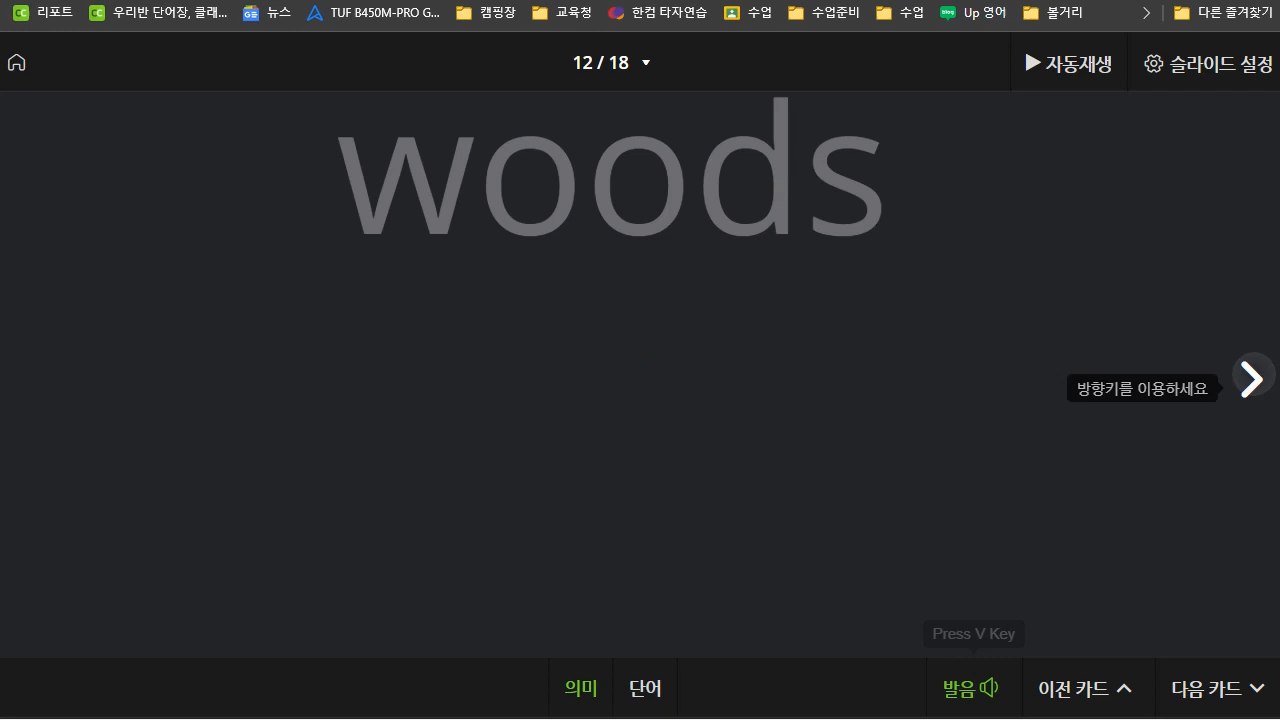 리포트 우리반 단어장, 클래... 뉴스 TUF B450M-PRO G... 캠핑장 교육청 한컴 타자연습 수업 수업준비 수업 Up 영어 볼거리 다른 즐겨찾기
12 / 18 자동재생 슬라이드 설정
woods
방향키를 이용하세요
Press V Key
의미 단어 발음 이전 카드 다음 카드